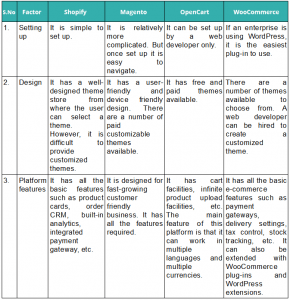 S.No Factor Shopify Magento OpenCart WooCommerce
1. Setting up
It is simple to set up.
It is relatively more complicated. But once set up it is easy to navigate.
It can be set up by a web developer only.
If an enterprise is using WordPress, it is the easiest plug-in to use.
2. Design
It has a well-designed theme store from where the user can select a theme. However, it is difficult to provide customized themes.
It has a user-friendly and device friendly design. There are a number of paid customizable themes available.
It has free and paid themes available.
There are a number of themes available to choose from. A web developer can be hired to create a customized theme.
3. Platform features
It has all the basic features such as product cards, order CRM, built-in analytics, integrated payment gateway, etc.
It is designed for fast-growing customer friendly business. It has all the features required.
It has cart facilities, infinite product upload facilities, etc. The main feature of this platform is that it can work in multiple languages and multiple currencies.
It has all the basic e-commerce features such as payment gateways, delivery settings, tax control, stock tracking, etc. It can also be extended with WooCommerce plug-ins and WordPress extensions.